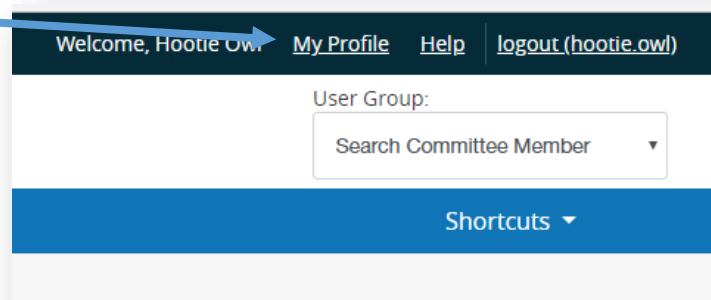 Welcome, Hootie Owl My Profile Help logout (hootie.owl)
User Group:
Search Committee Member
Shortcuts